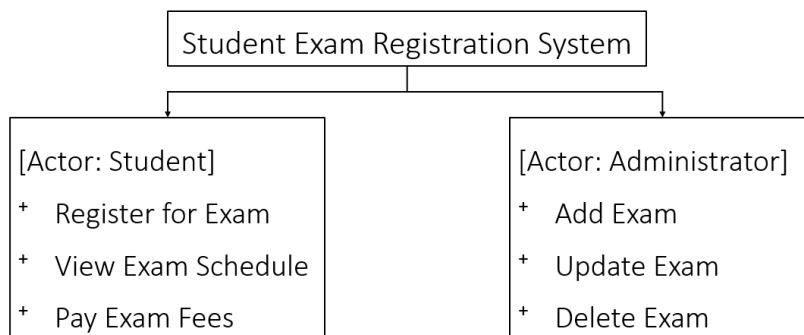 Student Exam Registration System
[Actor: Student]
+ Register for Exam
+ View Exam Schedule
+ Pay Exam Fees
[Actor: Administrator]
+ Add Exam
+ Update Exam
+ Delete Exam